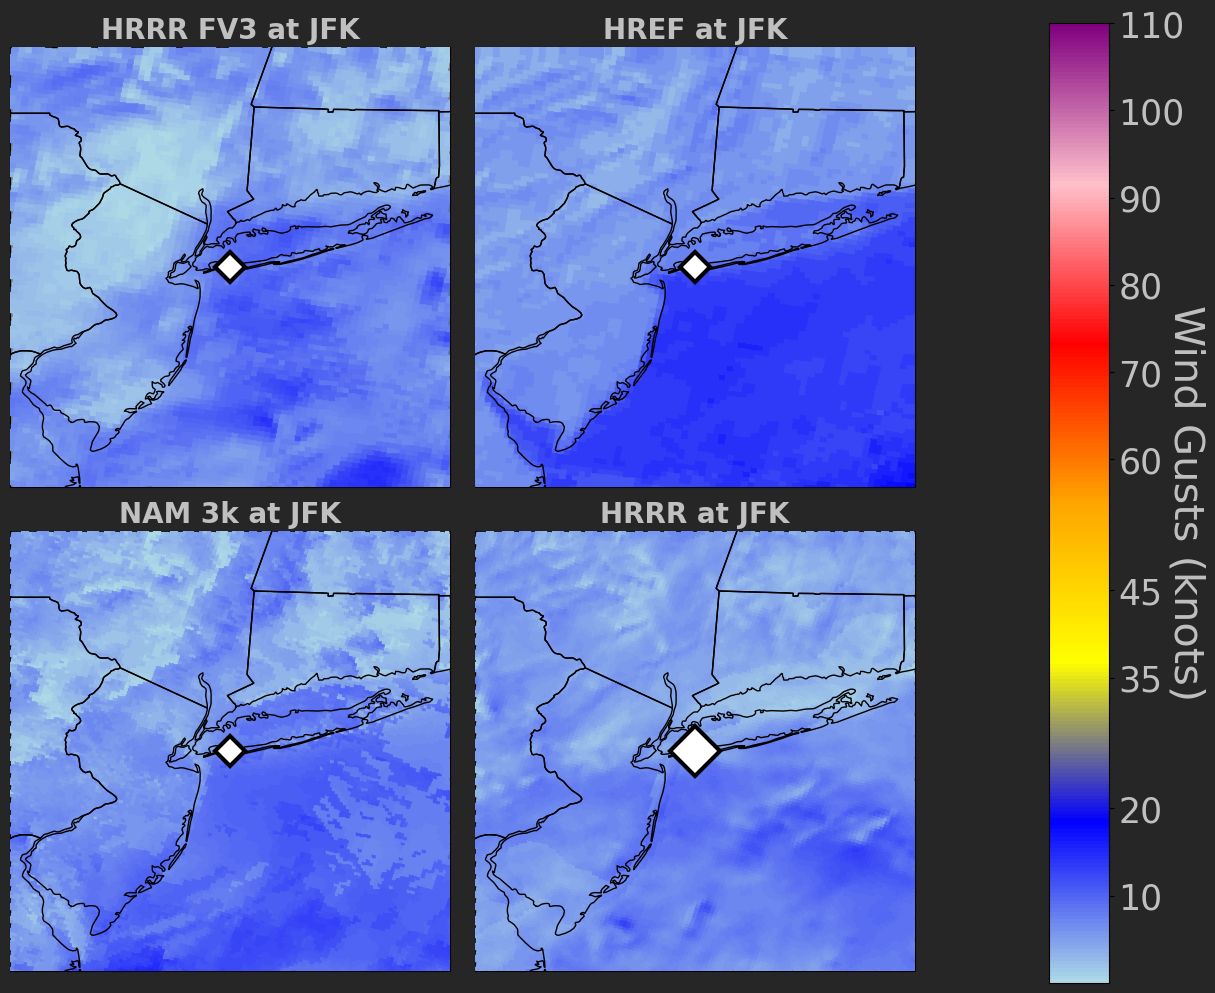 HRRR FV3 at JFK
HREF at JFK
NAM 3k at JFK
HRRR at JFK
110
100
90
80
70
60
45
35
20
10
Wind Gusts (knots)